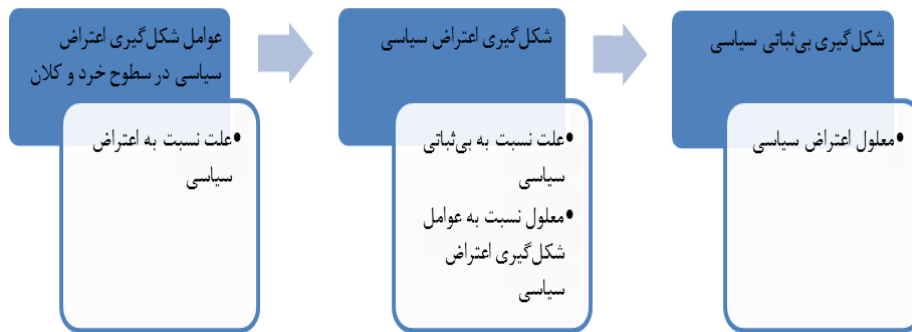 عوامل شکل‌گیری اعتراض
سیاسی در سطوح خرد و کلان
•علت نسبت به اعتراض
سیاسی
شکل‌گیری اعتراض سیاسی
•علت نسبت به بی‌ثباتی
سیاسی
•معلول نسبت به عوامل
شکل‌گیری اعتراض
سیاسی
شکل‌گیری بی‌ثباتی سیاسی
•معلول اعتراض سیاسی